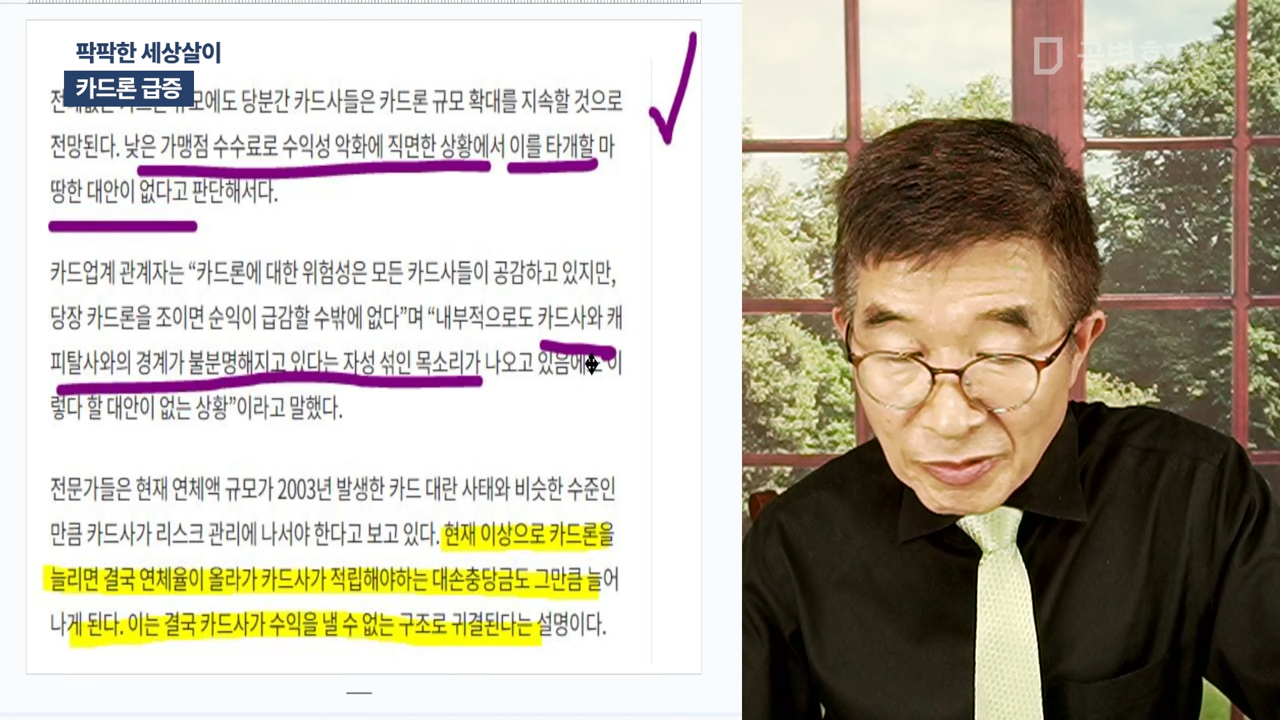 팍팍한 세상살이
카드론 급증
규모에도 당분간 카드사들은 카드론 규모 확대를 지속할 것으로
전망된다. 낮은 가맹점 수수료로 수익성 악화에 직면한 상황에서 이를 타개할 마
땅한 대안이 없다고 판단해서다.
카드업계 관계자는 “카드론에 대한 위험성은 모든 카드사들이 공감하고 있지만,
당장 카드론을 조이면 순익이 급감할 수밖에 없다”며 “내부적으로도 카드사와 캐
피탈사와의 경계가 불분명해지고 있다는 자성 섞인 목소리가 나오고 이
렇다 할 대안이 없는 상황”이라고 말했다.
전문가들은 현재 연체액 규모가 2003년 발생한 카드 대란 사태와 비슷한 수준인
만큼 카드사가 리스크 관리에 나서야 한다고 보고 있다. 현재 이상으로 카드론을
늘리면 결국 연체율이 올라가 카드사가 적립해야하는 대손충당금도 그만큼 늘어
나게 된다. 이는 결국 카드사가 수익을 낼 수 없는 구조로 귀결된다는 설명이다.